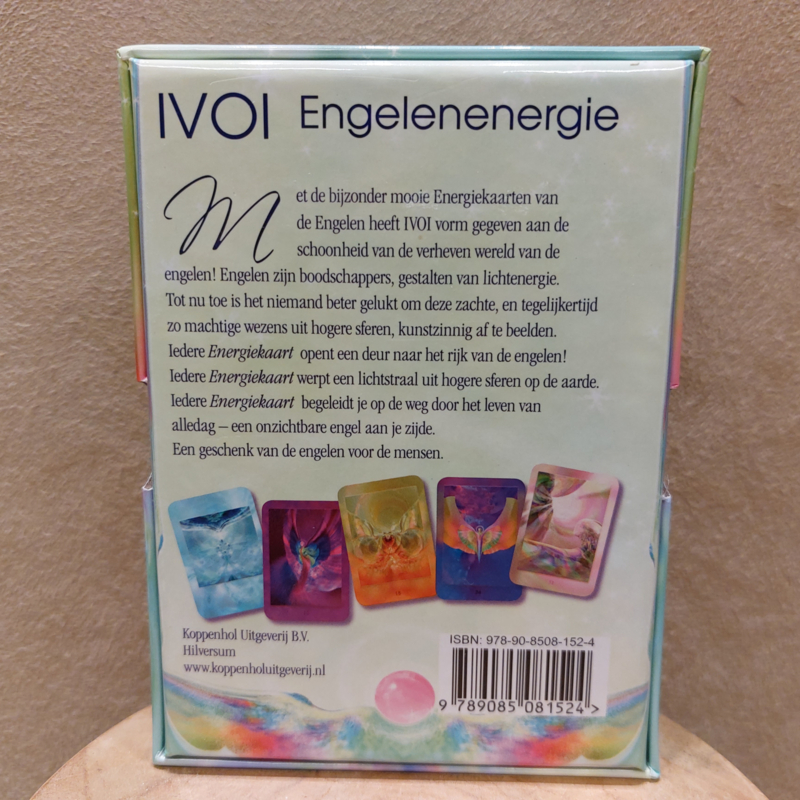 IVOI Engelenenergie
Met de bijzonder mooie Energiekaarten van
de Engelen heeft IVOI vorm gegeven aan de
schoonheid van de verheven wereld van de
engelen! Engelen zijn boodschappers, gestalten van lichtenergie.
Tot nu toe is het niemand beter gelukt om deze zachte, en tegelijkertijd
zo machtige wezens uit hogere sferen, kunstzinnig af te beelden.
Iedere Energiekaart opent een deur naar het rijk van de engelen!
Iedere Energiekaart werpt een lichtstraal uit hogere sferen op de aarde.
Iedere Energiekaart begeleidt je op de weg door het leven van
alledag – een onzichtbare engel aan je zijde.
Een geschenk van de engelen voor de mensen.
Koppenhol Uitgeverij B.V.
Hilversum
www.koppenholuitgeverij.nl
ISBN: 978-90-8508-152-4
9 789085 081524 >